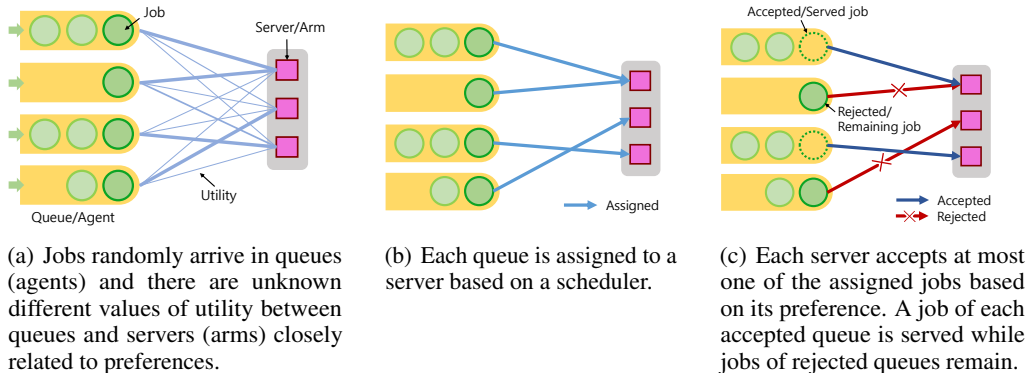 Job
Server/Arm
Utility
Queue/Agent
(a) Jobs randomly arrive in queues
(agents) and there are unknown
different values of utility between
queues and servers (arms) closely
related to preferences.
Assigned
(b) Each queue is assigned to a
server based on a scheduler.
Accepted/Served job
Rejected/
Remaining job
Accepted
Rejected
(c) Each server accepts at most
one of the assigned jobs based
on its preference. A job of each
accepted queue is served while
jobs of rejected queues remain.